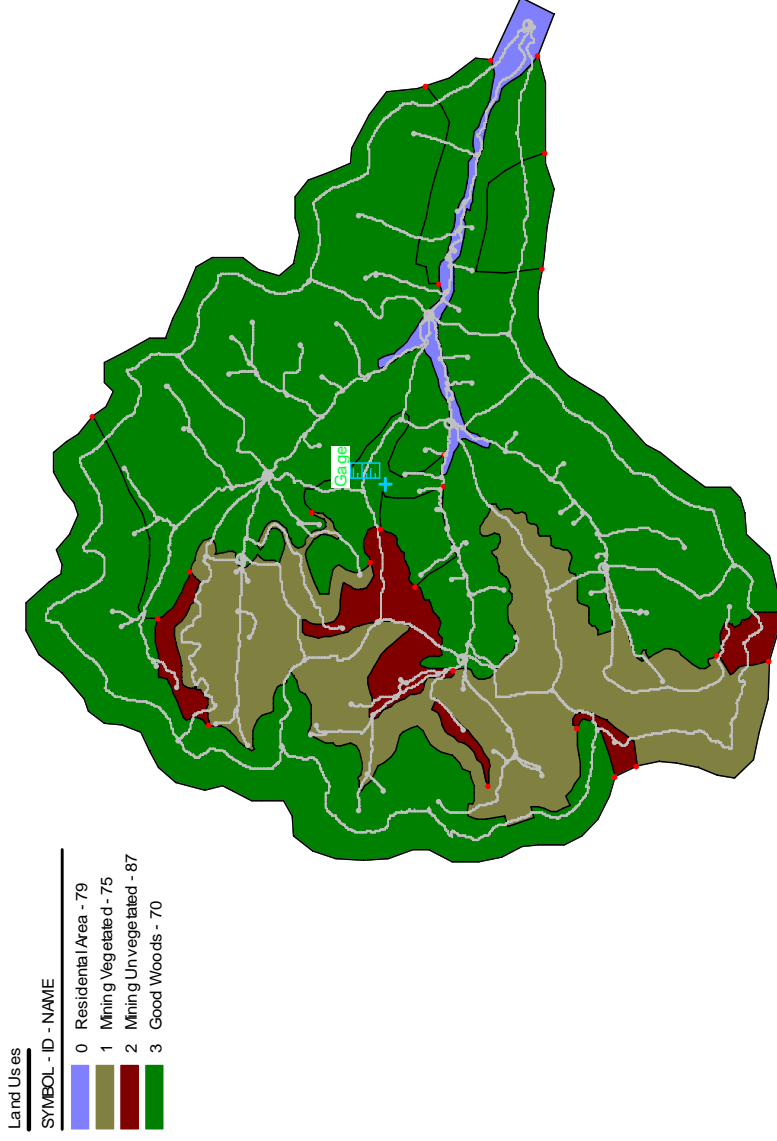 Land Uses
SYMBOL - ID - NAME
0 Residential Area - 79
1 Mining Vegetated - 75
2 Mining Unvegetated - 87
3 Good Woods - 70
Gage